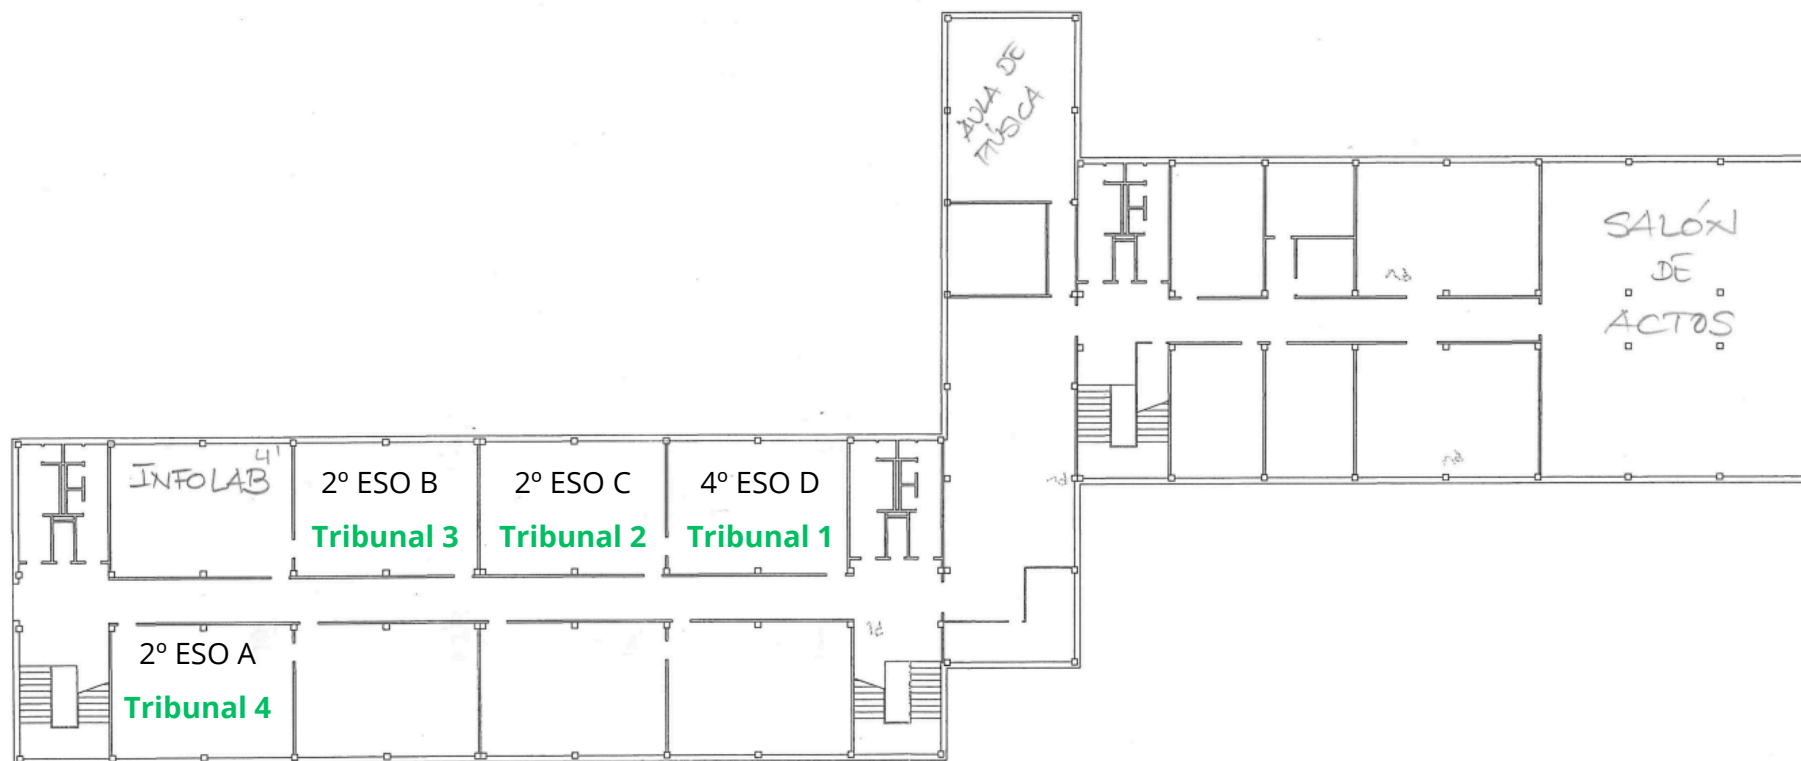 AULA DE
MÚSICA
SALÓN
DE
ACTOS
INFOLAB
2º ESO B
Tribunal 3
2º ESO C
Tribunal 2
4º ESO D
Tribunal 1
2º ESO A
Tribunal 4